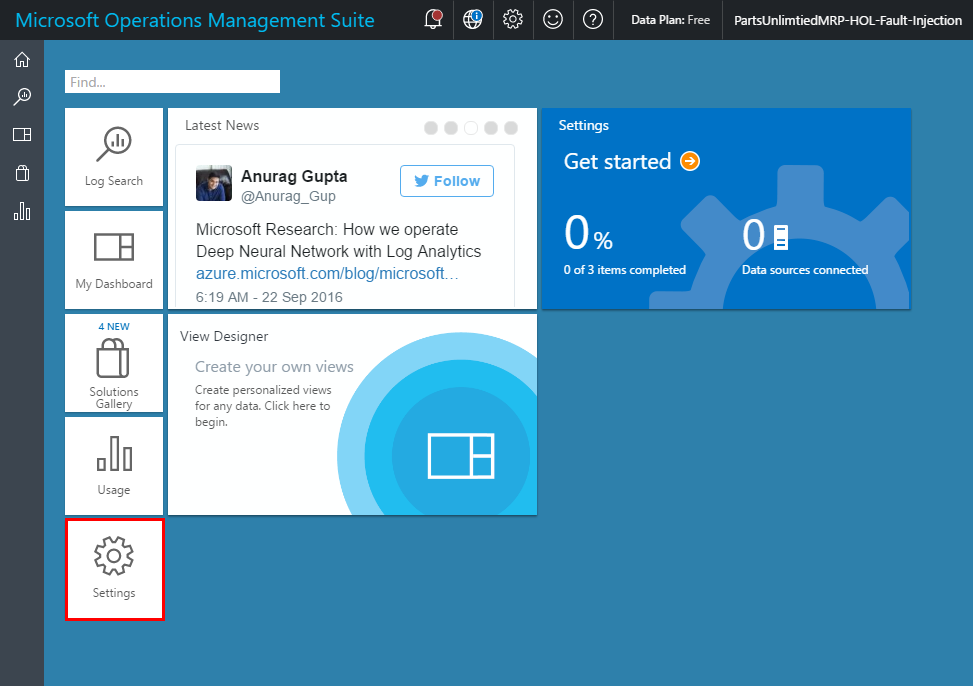 Microsoft Operations Management Suite
Data Plan: Free
PartsUnlimtiedMRP-HOL-Fault-Injection
Find...
Log Search
My Dashboard
4 NEW
Solutions
Gallery
Usage
Settings
Latest News
Anurag Gupta
@Anurag_Gup
Follow
Microsoft Research: How we operate
Deep Neural Network with Log Analytics
azure.microsoft.com/blog/microsoft…
6:19 AM - 22 Sep 2016
View Designer
Create your own views
Create personalized views
for any data. Click here to
begin.
Settings
Get started
0 %
0 of 3 items completed
0
Data sources connected